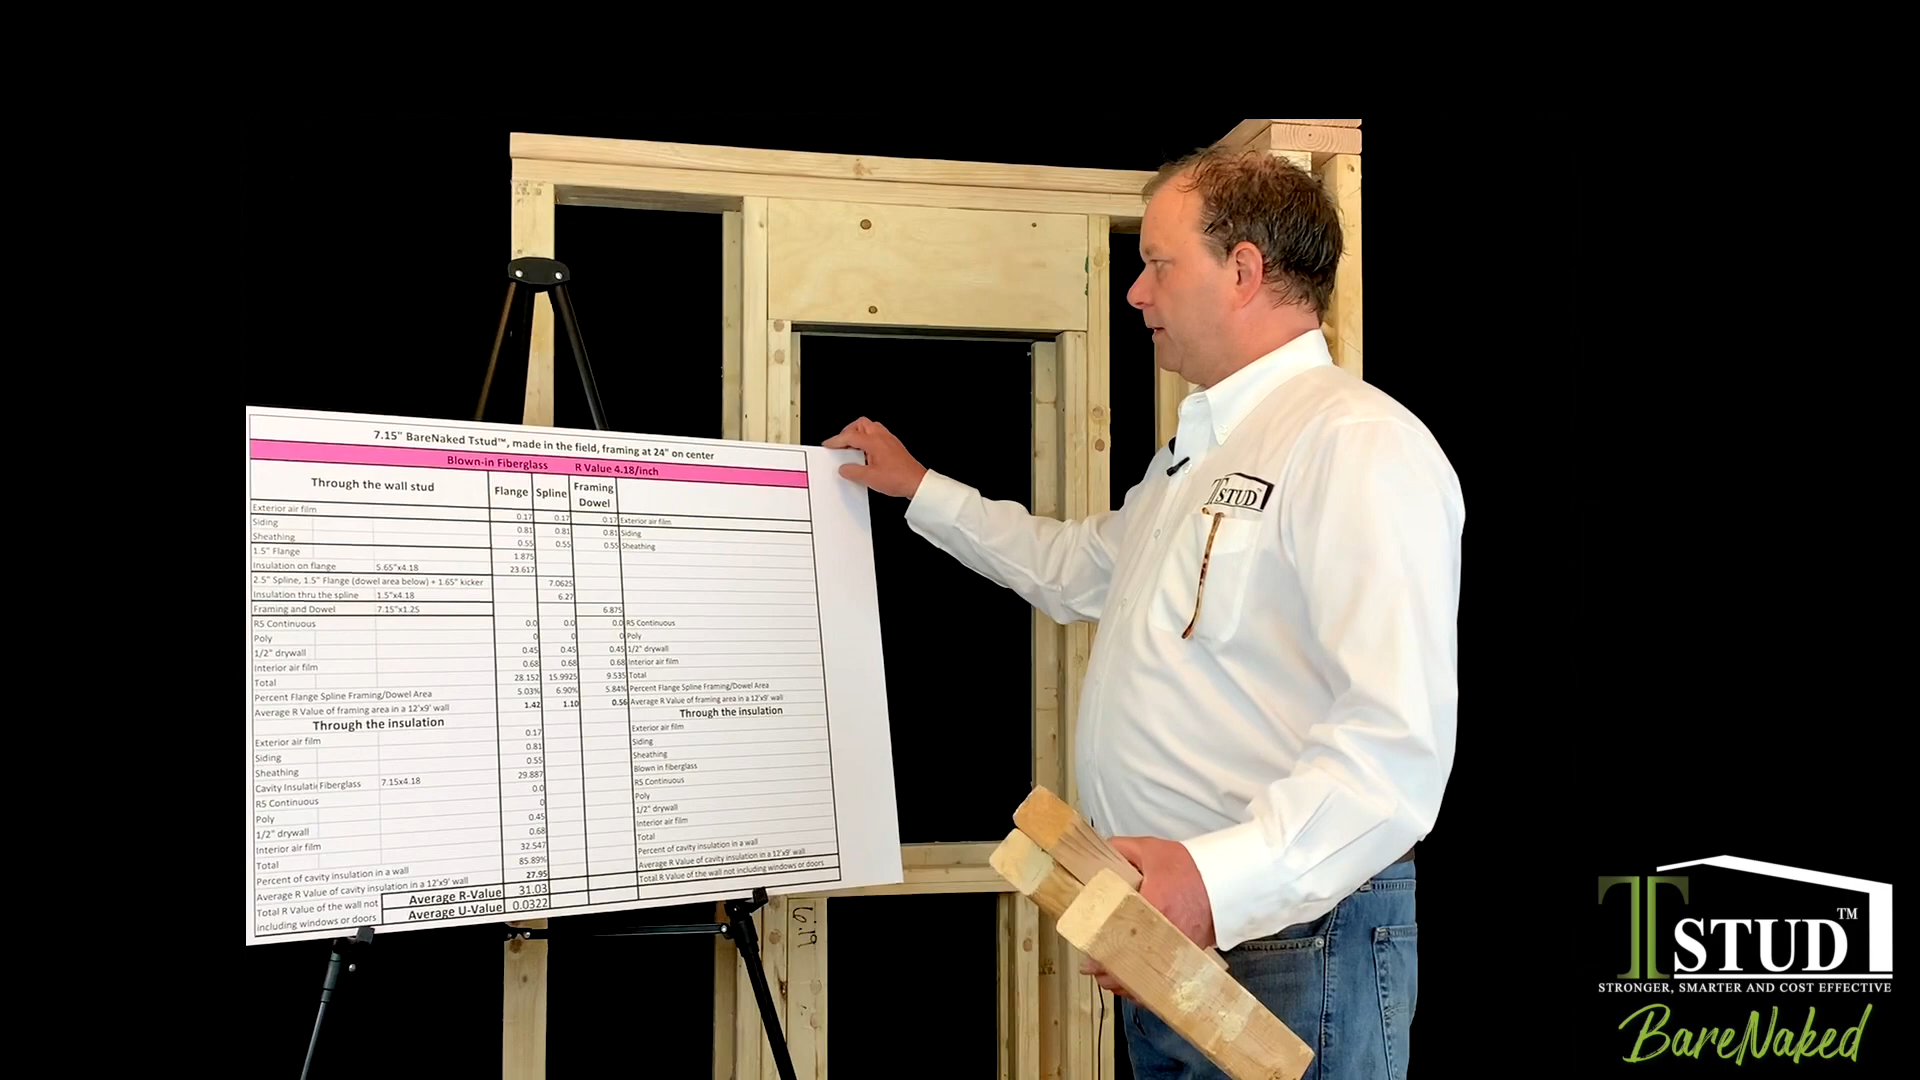 7.15" BareNaked Tstud™, made in the field, framing at 24" on center
Blown-in Fiberglass R Value 4.18/inch
Through the wall stud Flange Spline Framing Dowel
Exterior air film 0.17 0.17 0.17 Exterior air film
Siding 0.81 0.81 0.81 Siding
Sheathing 0.55 0.55 0.55 Sheathing
1.5" Flange 1.875
Insulation on flange 5.65"x4.18 23.617
2.5" Spline, 1.5" Flange (dowel area below) + 1.65" kicker 7.0625
Insulation thru the spline 1.5"x4.18 6.27
Framing and Dowel 7.15"x1.25 6.875
R5 Continuous 0.0 0.0 0.0 R5 Continuous
Poly 0 0 0 Poly
1/2" drywall 0.45 0.45 0.45 1/2" drywall
Interior air film 0.68 0.68 0.68 Interior air film
Total 28.152 15.9925 9.535 Total
Percent Flange Spline Framing/Dowel Area 5.03% 6.90% 5.84% Percent Flange Spline Framing/Dowel Area
Average R Value of framing area in a 12'x9' wall 1.42 1.10 0.56 Average R Value of framing area in a 12'x9' wall
Through the insulation Through the insulation
Exterior air film 0.17 Exterior air film
Siding 0.81 Siding
Sheathing 0.55 Sheathing
Cavity Insulati Fiberglass 7.15x4.18 29.887 Blown in fiberglass
R5 Continuous 0.0 R5 Continuous
Poly 0 Poly
1/2" drywall 0.45 1/2" drywall
Interior air film 0.68 Interior air film
Total 32.547 Total
Percent of cavity insulation in a wall 85.89% Percent of cavity insulation in a wall
Average R Value of cavity insulation in a 12'x9' wall 27.95 Average R Value of cavity insulation in a 12'x9' wall
Total R Value of the wall not including windows or doors Average R-Value 31.03 Total R Value of the wall not including windows or doors
Average U-Value 0.0322
TSTUD™
6.19
TSTUD™
STRONGER, SMARTER AND COST EFFECTIVE
BareNaked